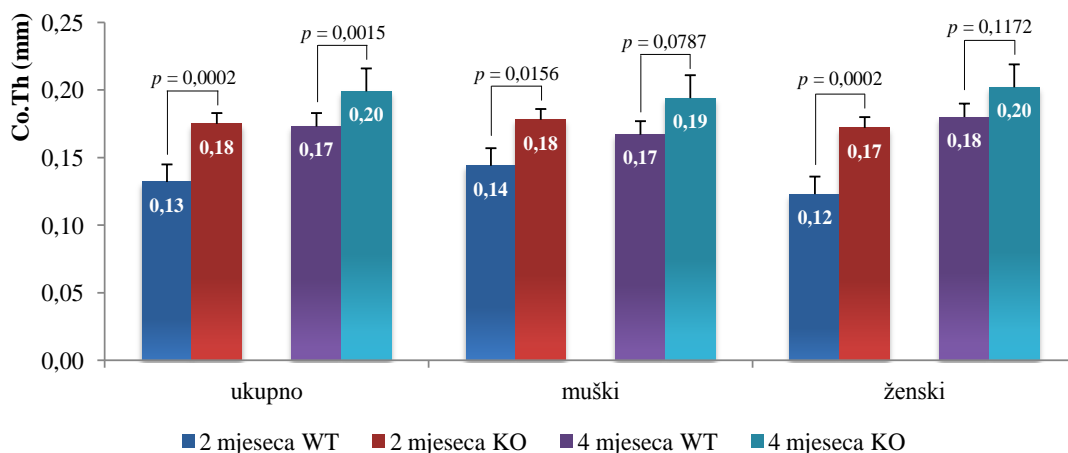 Co.Th (mm)
0,25
0,20
0,15
0,10
0,05
0,00
p = 0,0002
p = 0,0015
p = 0,0156
p = 0,0787
p = 0,0002
p = 0,1172
0,13
0,18
0,17
0,20
0,14
0,18
0,17
0,19
0,12
0,17
0,18
0,20
ukupno
muški
ženski
2 mjeseca WT
2 mjeseca KO
4 mjeseca WT
4 mjeseca KO